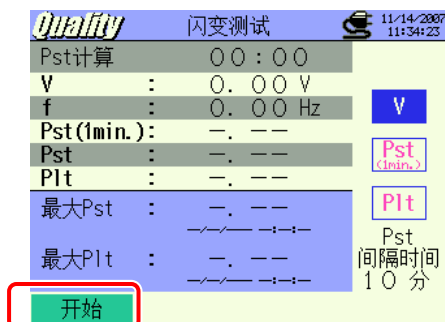 Quality 闪变测试 11/14/2007
11:34:23
Pst计算 00:00
V : 0.00 V
f : 0.00 Hz
Pst(1min.): -.--
Pst : -.--
Plt : -.--
最大Pst : -.--
-/-/-- -:-:-
最大Plt : -.--
-/-/-- -:-:-
V
Pst
(1min.)
Plt
Pst
间隔时间
10 分
开始